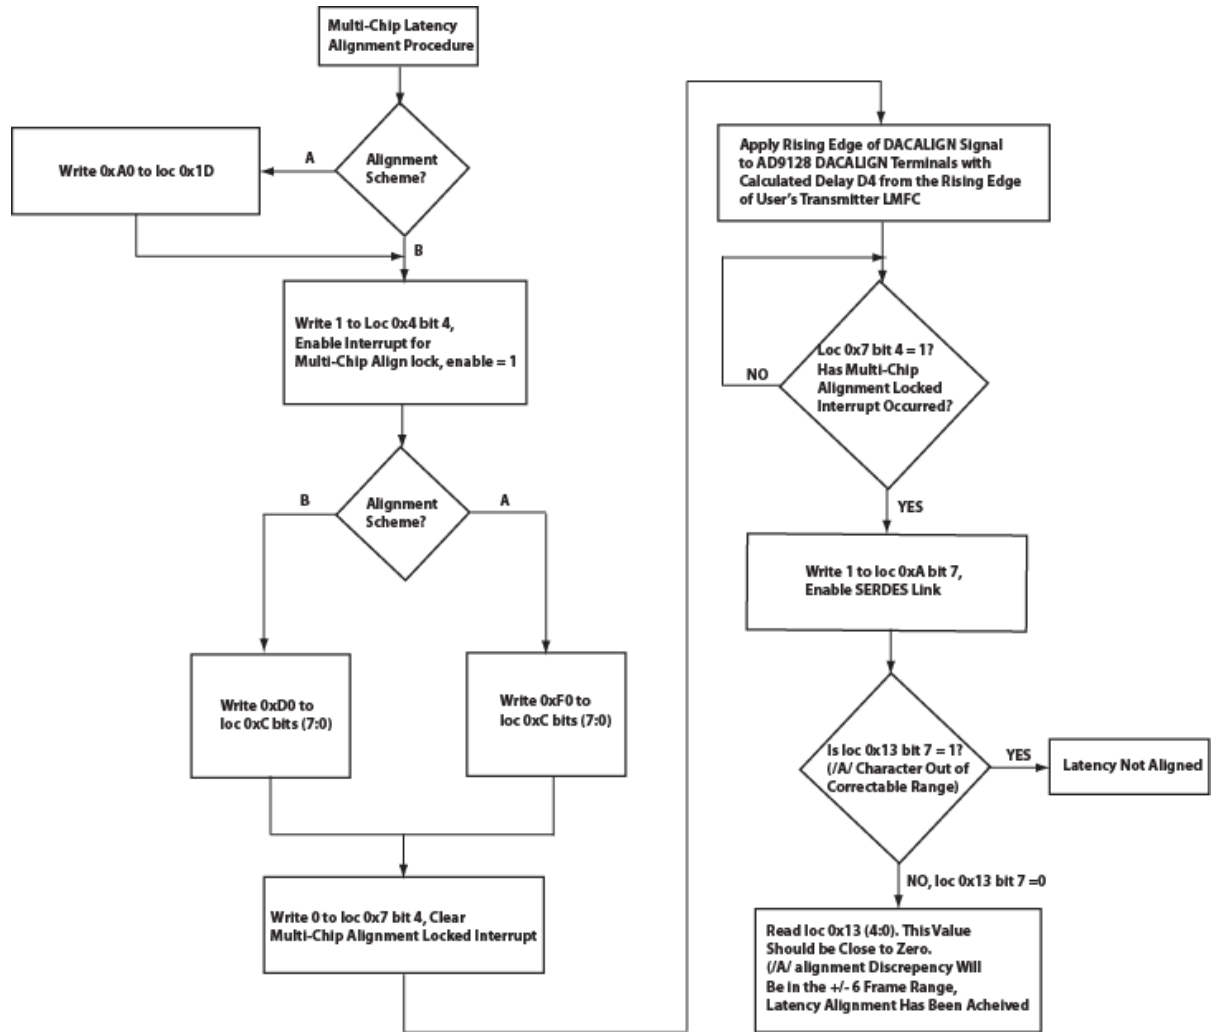 Multi-Chip Latency
Alignment Procedure
Alignment
Scheme?
A
Write 0xA0 to loc 0x1D
B
Write 1 to Loc 0x4 bit 4,
Enable Interrupt for
Multi-Chip Align lock, enable = 1
Alignment
Scheme?
B
A
Write 0xD0 to
loc 0xC bits (7:0)
Write 0xF0 to
loc 0xC bits (7:0)
Write 0 to loc 0x7 bit 4, Clear
Multi-Chip Alignment Locked Interrupt
Apply Rising Edge of DACALIGN Signal
to AD9128 DACALIGN Terminals with
Calculated Delay D4 from the Rising Edge
of User's Transmitter LMFC
Loc 0x7 bit 4 = 1?
Has Multi-Chip
Alignment Locked
Interrupt Occurred?
NO
YES
Write 1 to loc 0xA bit 7,
Enable SERDES Link
Is loc 0x13 bit 7 = 1?
(/A/ Character Out of
Correctable Range)
YES
Latency Not Aligned
NO, loc 0x13 bit 7 =0
Read loc 0x13 (4:0). This Value
Should be Close to Zero.
(/A/ alignment Discrepency Will
Be in the +/- 6 Frame Range,
Latency Alignment Has Been Acheived